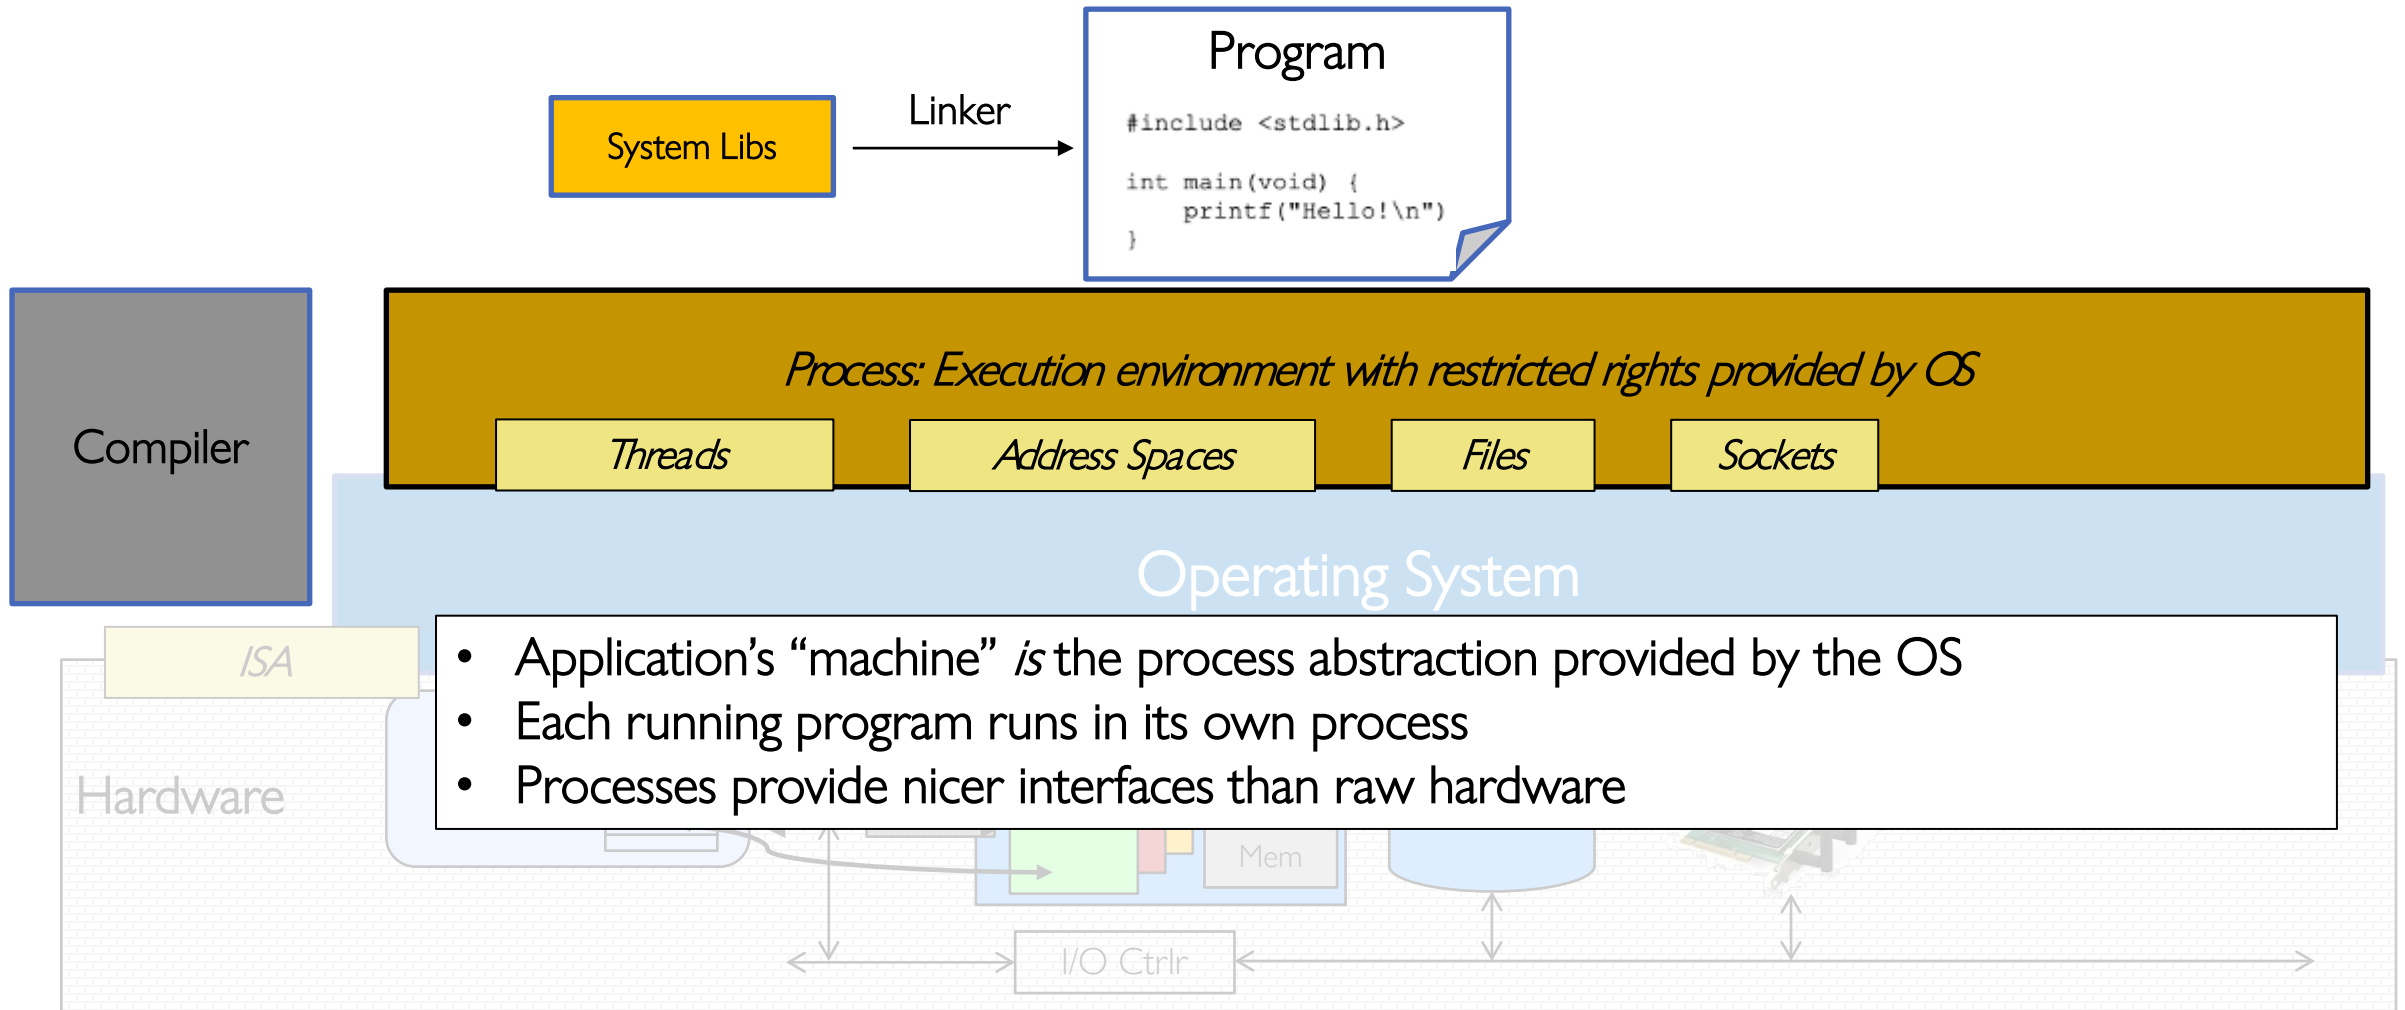 Program
#include <stdlib.h>
int main(void) {
printf("Hello!\n")
}
System Libs
Linker
Compiler
Process: Execution environment with restricted rights provided by OS
Threads
Address Spaces
Files
Sockets
Operating System
ISA
• Application’s “machine” is the process abstraction provided by the OS
• Each running program runs in its own process
• Processes provide nicer interfaces than raw hardware
Hardware
Mem
I/O Ctrlr